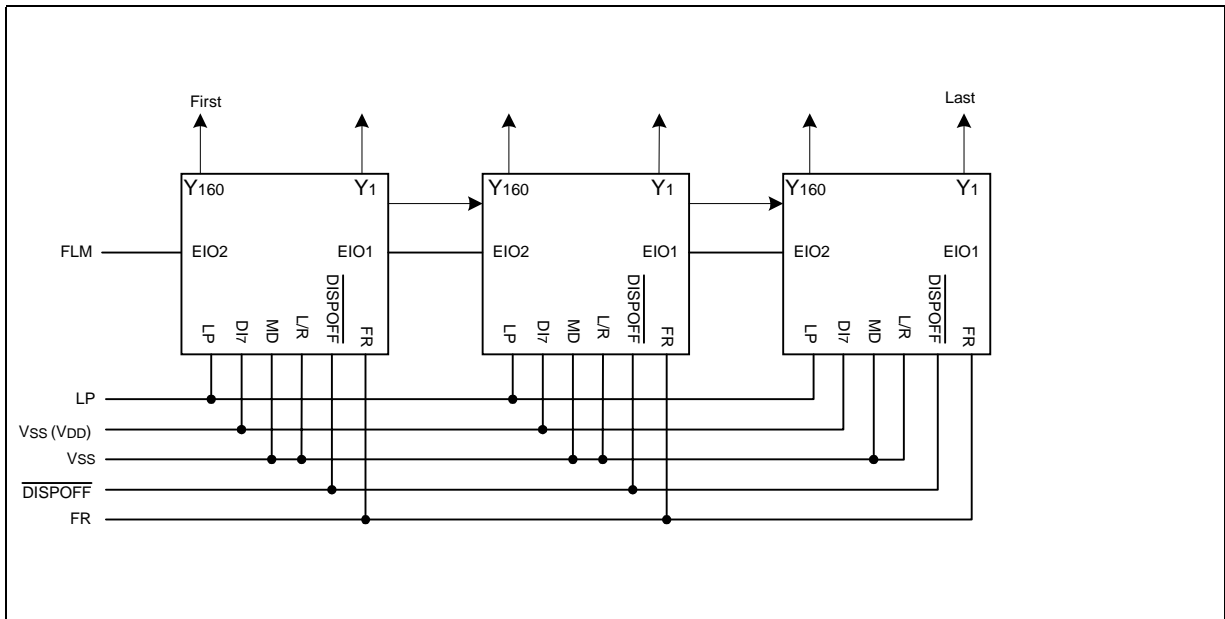 First Last
Y160 Y1 Y160 Y1 Y160 Y1
FLM EIO2 EIO1 EIO2 EIO1 EIO2 EIO1
LP DI7 MD L/R DISPOFF FR LP DI7 MD L/R DISPOFF FR LP DI7 MD L/R DISPOFF FR
LP
VSS (VDD)
VSS
DISPOFF
FR